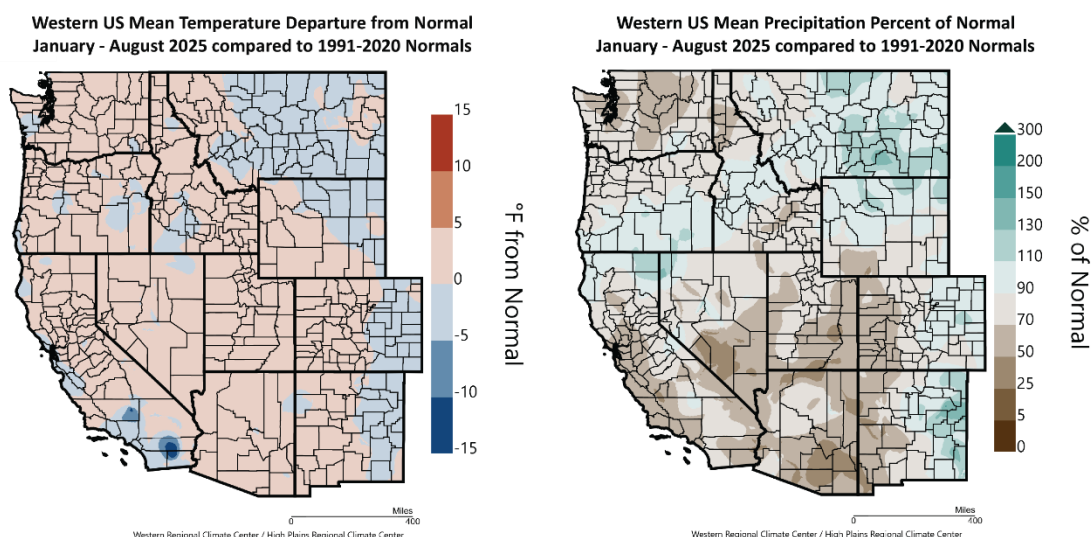 Western US Mean Temperature Departure from Normal
January - August 2025 compared to 1991-2020 Normals
15
10
5
0
-5
-10
-15
°F from Normal
Miles
0 400
Western Regional Climate Center / High Plains Regional Climate Center
Western US Mean Precipitation Percent of Normal
January - August 2025 compared to 1991-2020 Normals
300
200
150
130
110
90
70
50
25
5
0
% of Normal
Miles
0 400
Western Regional Climate Center / High Plains Regional Climate Center